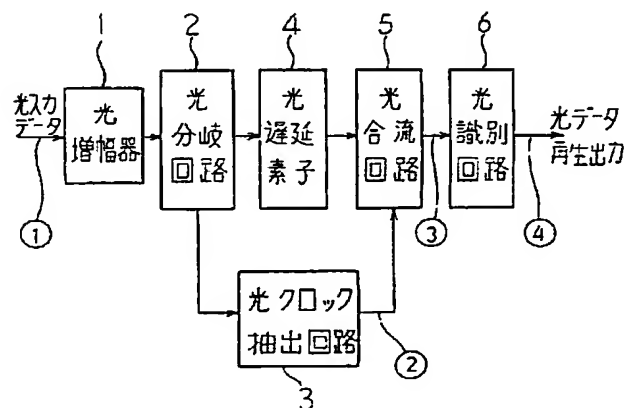 1
2
4
5
6
光入力
データ
①
光
増幅器
光
分岐
回路
光
遅延
素子
光
合流
回路
③
光
識別
回路
④
光データ
再生出力
光クロック
抽出回路
②
3